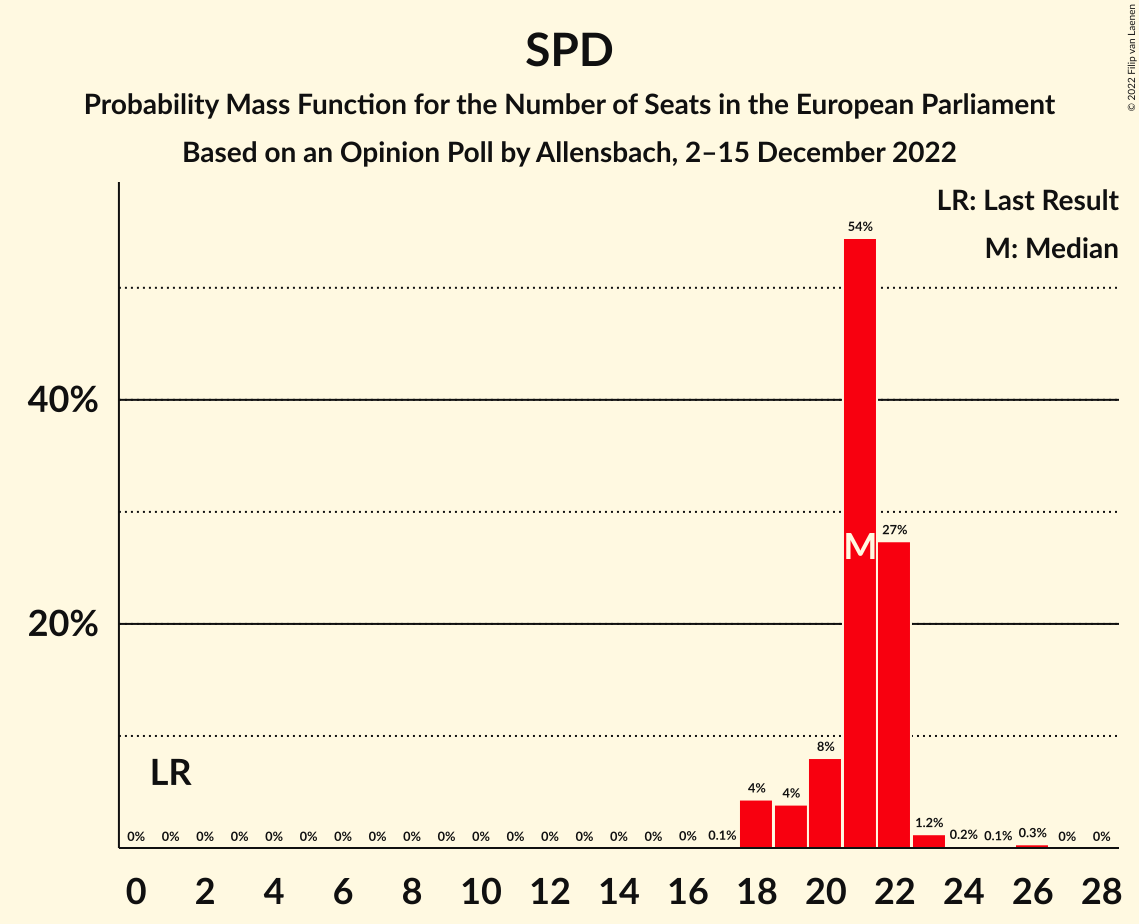 SPD
Probability Mass Function for the Number of Seats in the European Parliament
Based on an Opinion Poll by Allensbach, 2–15 December 2022
© 2022 Filip van Laenen
LR: Last Result
M: Median
54%
40%
27%
M
20%
LR
8%
4%
4%
0% 0% 0% 0% 0% 0% 0% 0% 0% 0% 0% 0% 0% 0% 0% 0% 0% 0.1% 1.2% 0.2% 0.1% 0.3% 0% 0%
0 2 4 6 8 10 12 14 16 18 20 22 24 26 28